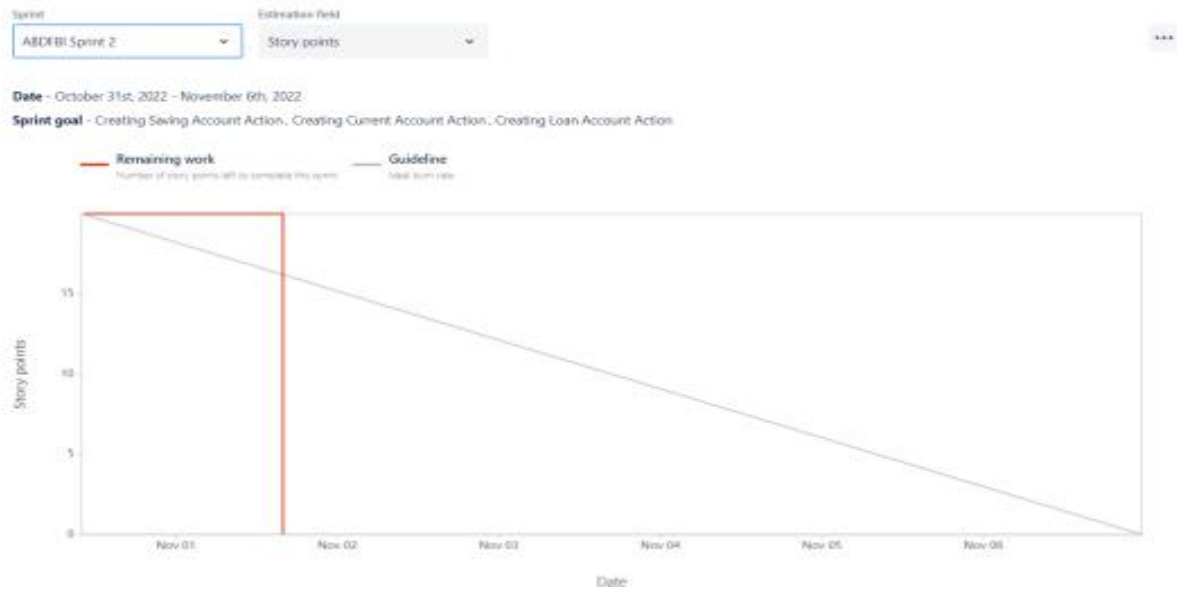 Sprint
Estimation field
ABDFBI Sprint 2
Story points
Date - October 31st, 2022 - November 6th, 2022
Sprint goal - Creating Saving Account Action , Creating Current Account Action , Creating Loan Account Action
Remaining work
Guideline
Number of story points left to complete this sprint
Ideal burn rate
15
10
5
0
Story points
Nov 01
Nov 02
Nov 03
Nov 04
Nov 05
Nov 06
Date